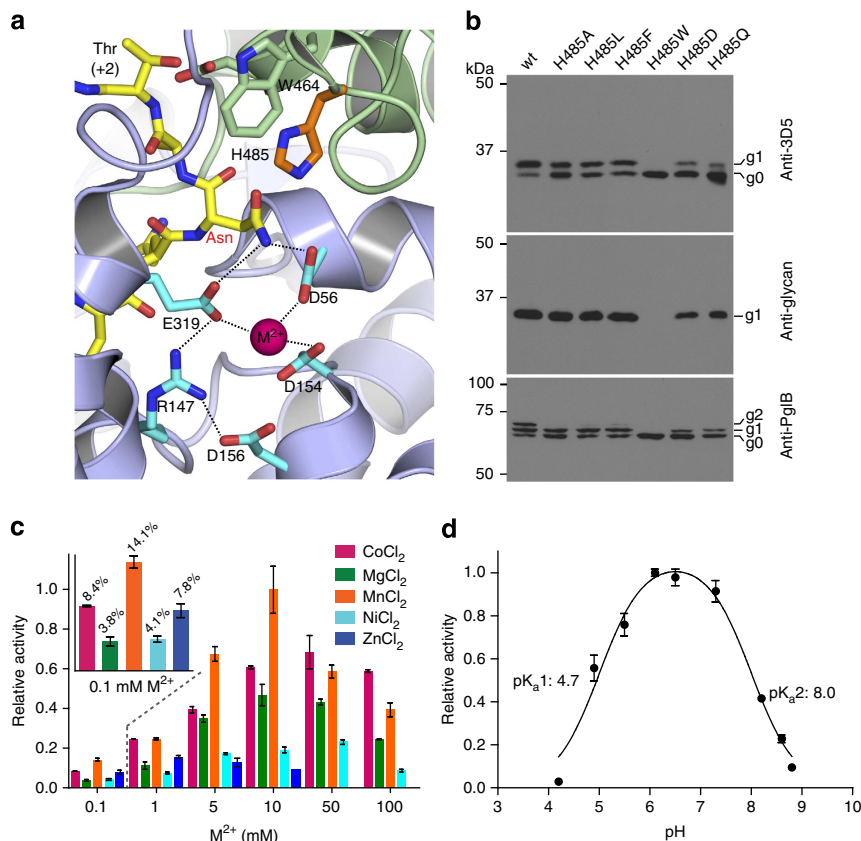 a
Thr
(+2)
W464
H485
Asn
D56
E319
M2+
D154
R147
D156
b
kDa
wt
H485A
H485L
H485F
H485W
H485D
H485Q
50
37
g1
g0
Anti-3D5
50
37
g1
Anti-glycan
100
75
50
g2
g1
g0
Anti-PglB
c
Relative activity
1.0
0.8
0.6
0.4
0.2
0.0
8.4%
3.8%
14.1%
4.1%
7.8%
0.1 mM M2+
CoCl2
MgCl2
MnCl2
NiCl2
ZnCl2
0.1 1 5 10 50 100
M2+ (mM)
d
Relative activity
1.0
0.8
0.6
0.4
0.2
0.0
pKa1: 4.7
pKa2: 8.0
3 4 5 6 7 8 9 10
pH